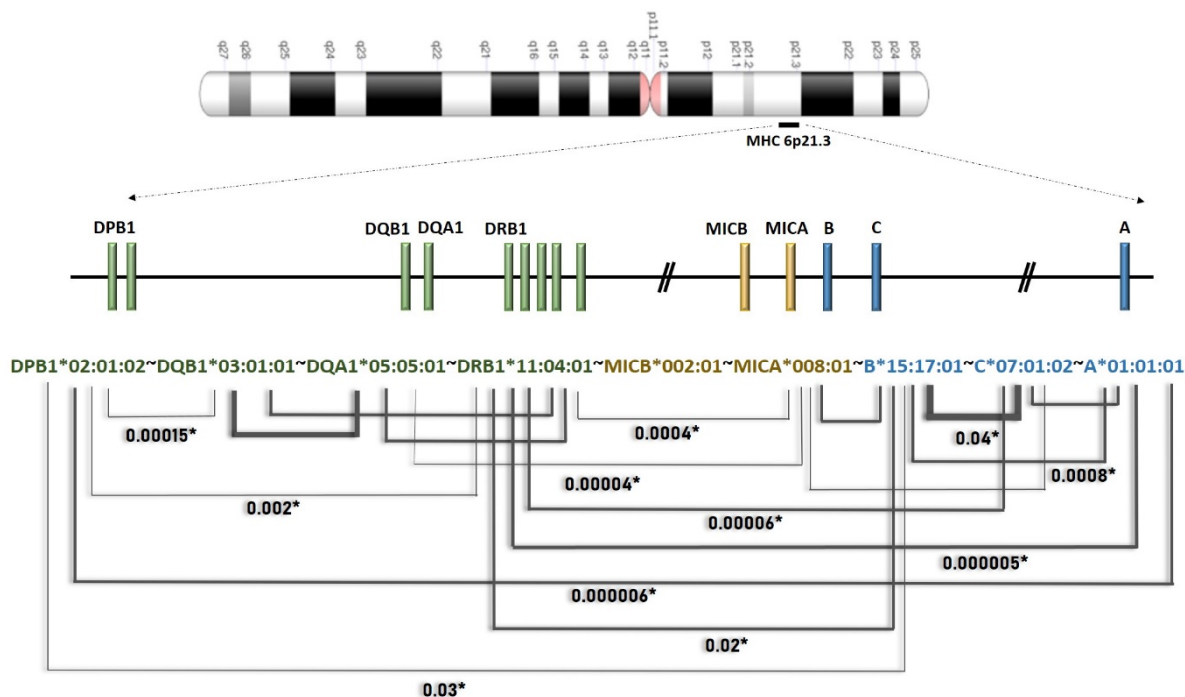 q27 q26 q25 q24 q23 q22 q21 q16 q15 q14 q13 q12 q11 p11.1 p11.2 p12 p21.1 p21.2 p21.3 p22 p23 p24 p25
MHC 6p21.3
DPB1 DQB1 DQA1 DRB1 MICB MICA B C A
DPB1*02:01:02~DQB1*03:01:01~DQA1*05:05:01~DRB1*11:04:01~MICB*002:01~MICA*008:01~B*15:17:01~C*07:01:02~A*01:01:01
0.00015* 0.0004* 0.04*
0.00004* 0.0008*
0.002*
0.00006*
0.000005*
0.000006*
0.02*
0.03*